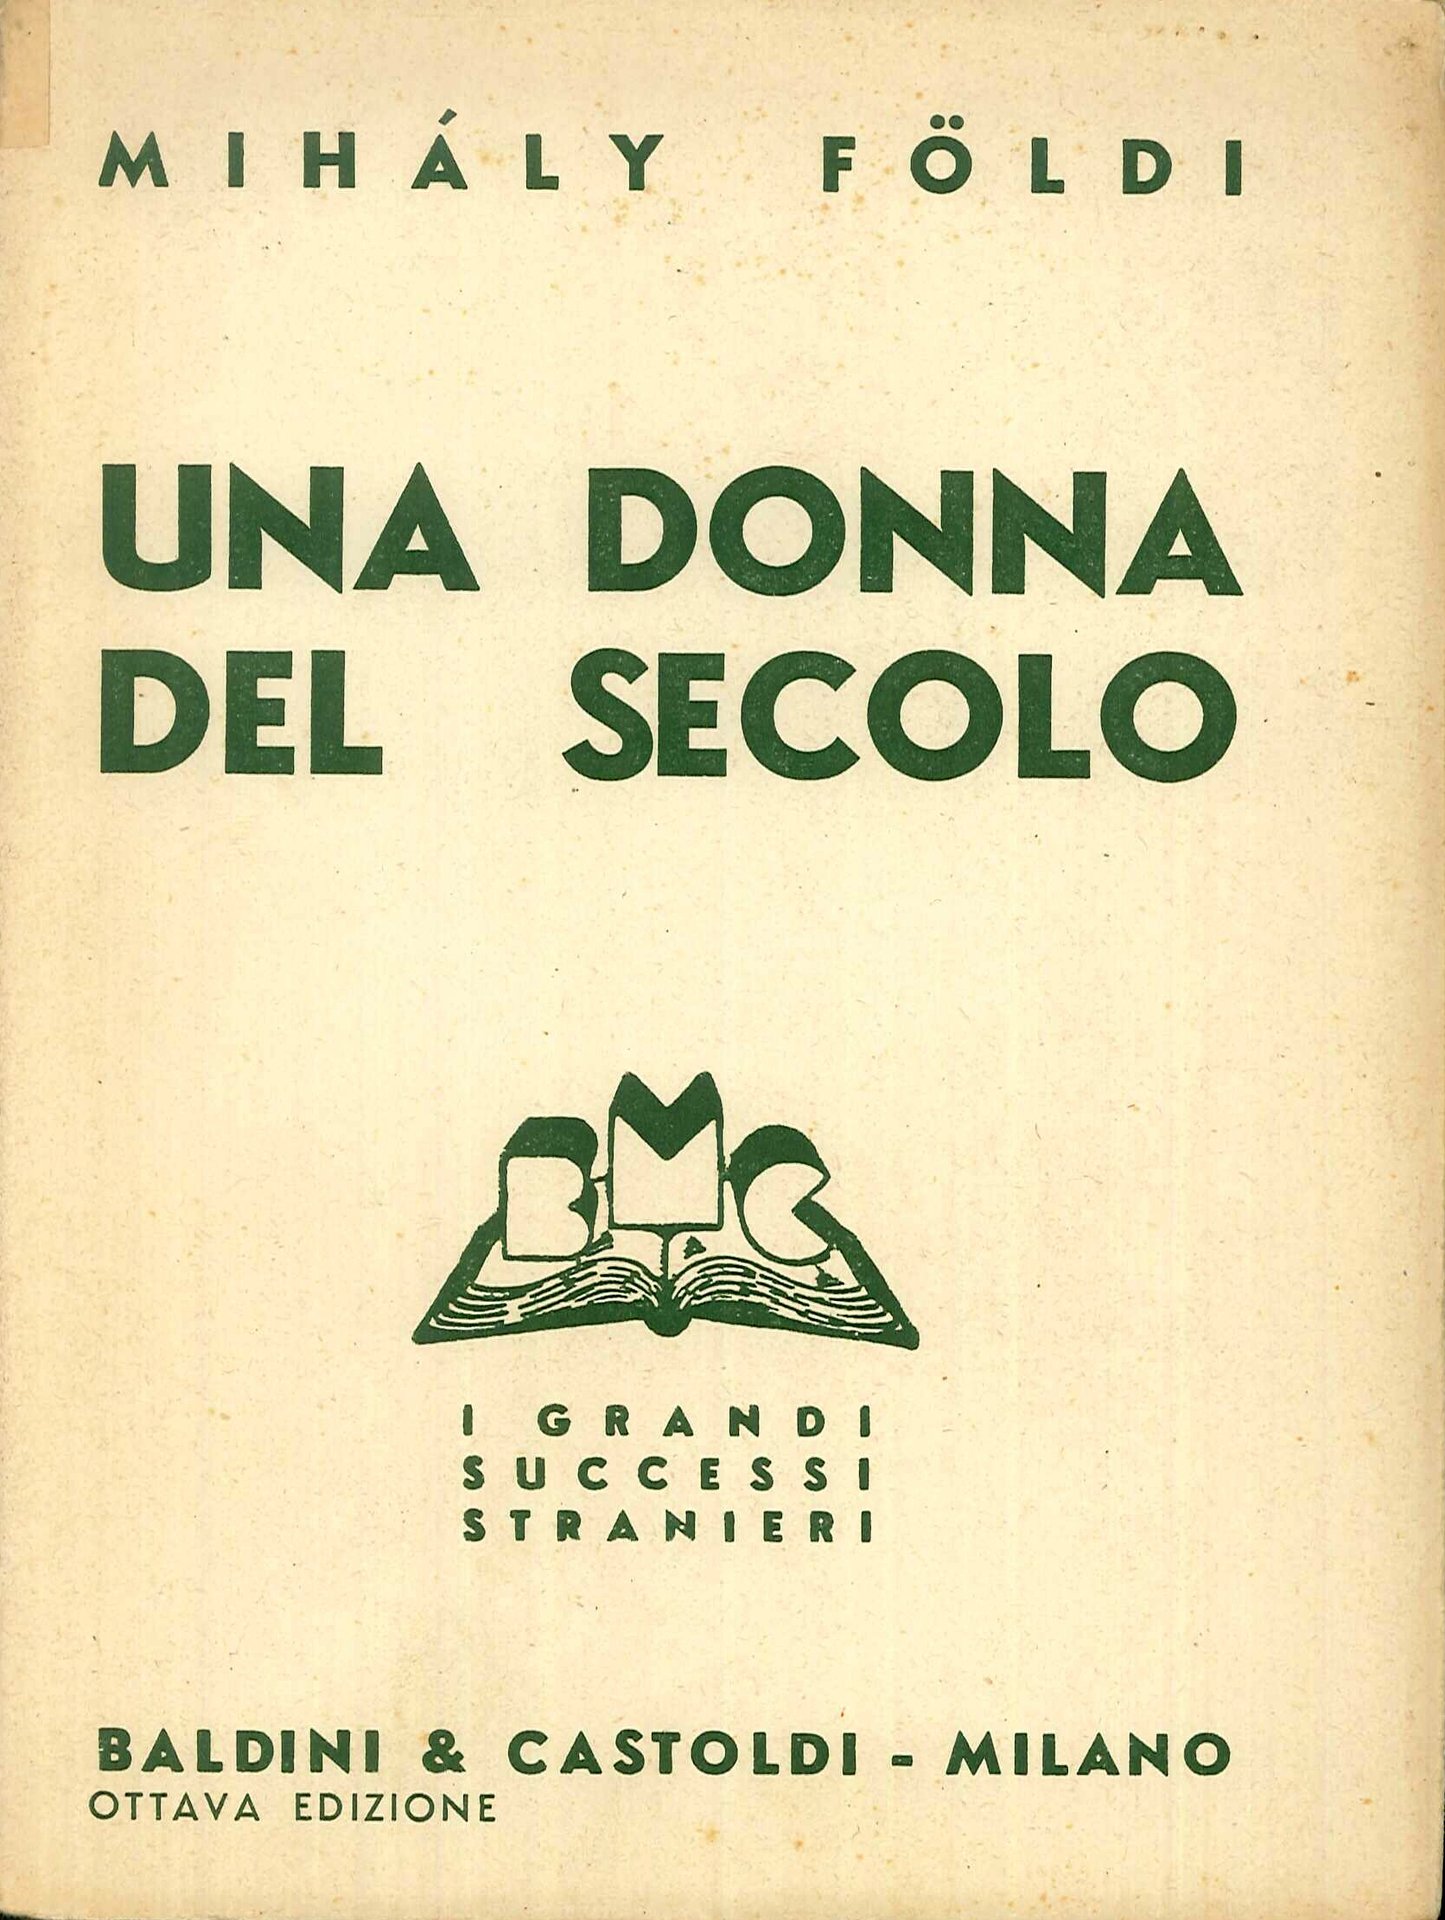 MIHÁLY FÖLDI
UNA DONNA
DEL SECOLO
BMC
I GRANDI
SUCCESSI
STRANIERI
BALDINI & CASTOLDI - MILANO
OTTAVA EDIZIONE